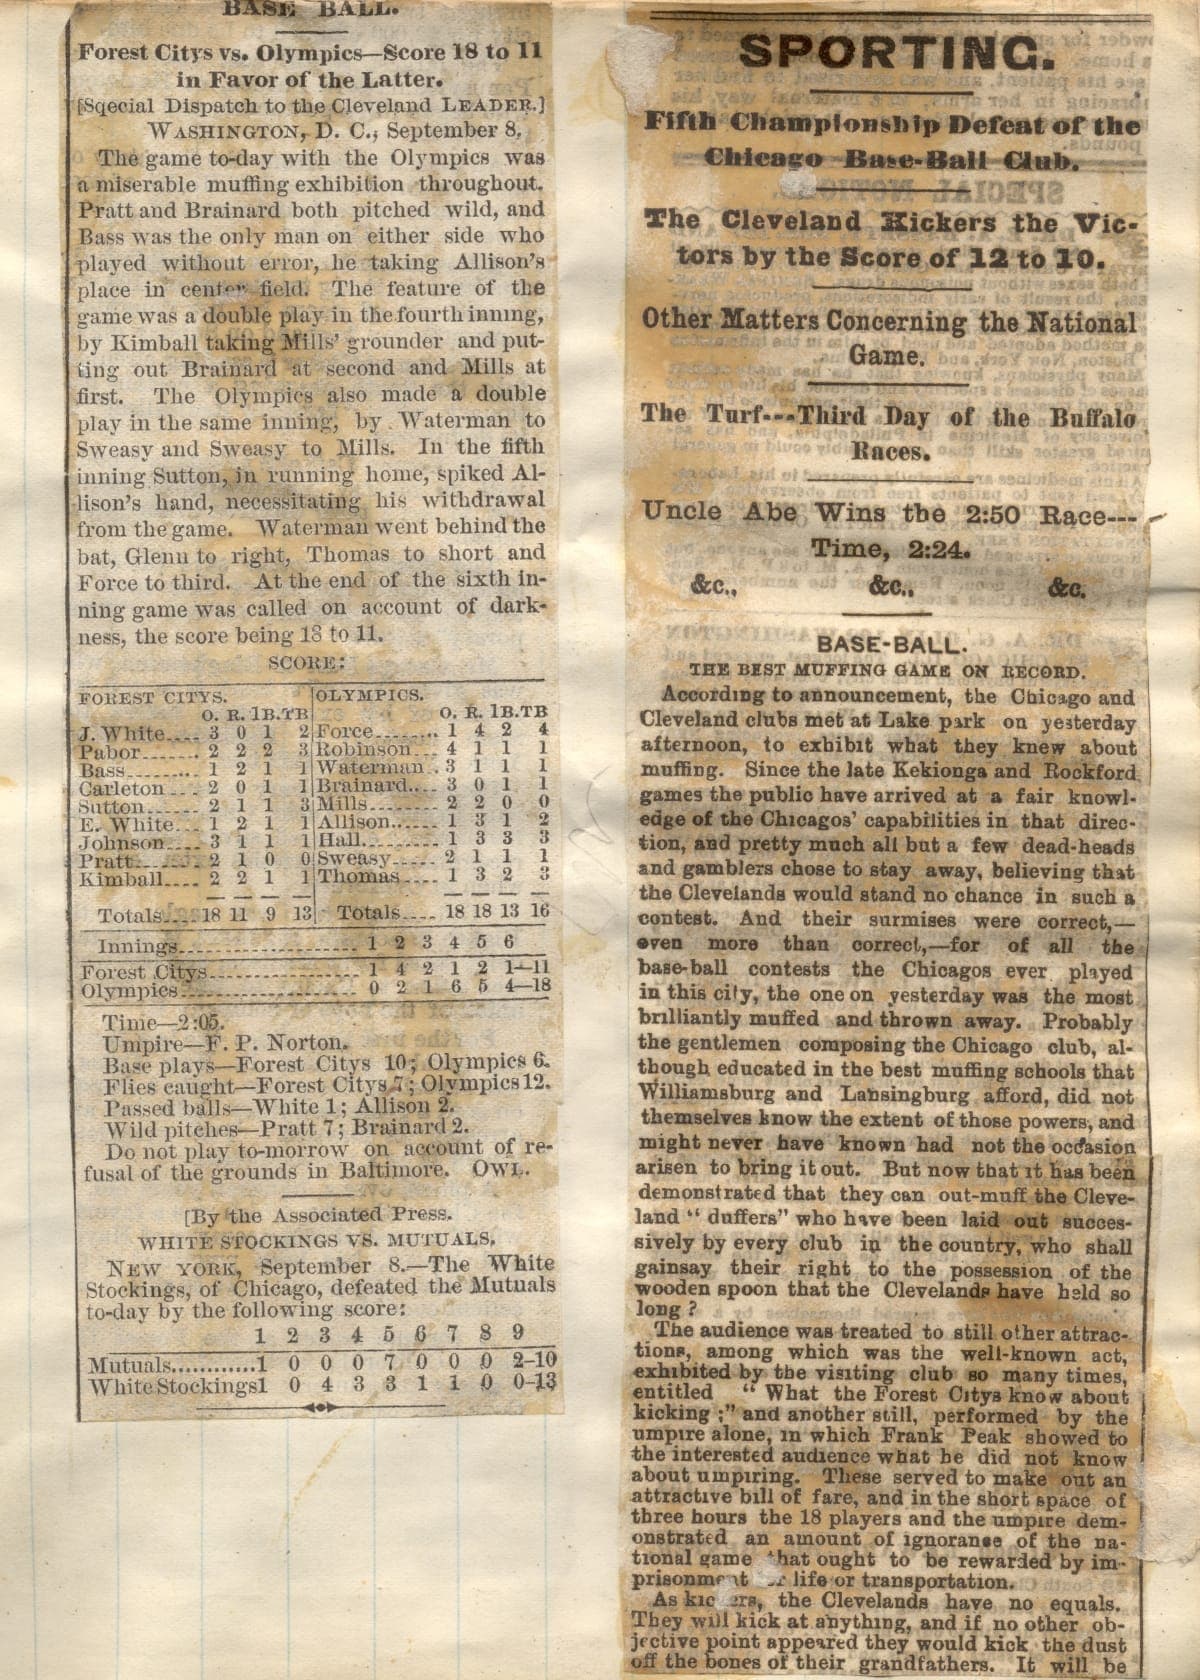 BASE BALL.
Forest Citys vs. Olympics—Score 18 to 11
in Favor of the Latter.
[Sqecial Dispatch to the Cleveland LEADER.]
WASHINGTON, D. C., September 8.
The game to-day with the Olympics was
a miserable muffing exhibition throughout.
Pratt and Brainard both pitched wild, and
Bass was the only man on either side who
played without error, he taking Allison's
place in center field. The feature of the
game was a double play in the fourth inning,
by Kimball taking Mills' grounder and put-
ting out Brainard at second and Mills at
first. The Olympics also made a double
play in the same inning, by Waterman to
Sweasy and Sweasy to Mills. In the fifth
inning Sutton, in running home, spiked Al-
lison's hand, necessitating his withdrawal
from the game. Waterman went behind the
bat, Glenn to right, Thomas to short and
Force to third. At the end of the sixth in-
ning game was called on account of dark-
ness, the score being 18 to 11.
SCORE:
FOREST CITYS. OLYMPICS.
O. R. 1B. TB O. R. 1B. TB
J. White.... 3 0 1 2 Force........ 1 4 2 4
Pabor....... 2 2 2 3 Robinson... 4 1 1 1
Bass......... 1 2 1 1 Waterman . 3 1 1 1
Carleton ... 2 0 1 1 Brainard.... 3 0 1 1
Sutton...... 2 1 1 3 Mills........ 2 2 0 0
E. White... 1 2 1 1 Allison...... 1 3 1 2
Johnson.... 3 1 1 1 Hall.......... 1 3 3 3
Pratt....... 2 1 0 0 Sweasy..... 2 1 1 1
Kimball.... 2 2 1 1 Thomas.... 1 3 2 3
Totals.... 18 11 9 13 Totals.... 18 18 13 16
Innings........................ 1 2 3 4 5 6
Forest Citys.................. 1 4 2 1 2 1—11
Olympics...................... 0 2 1 6 5 4—18
Time—2:05.
Umpire—F. P. Norton.
Base plays—Forest Citys 10; Olympics 6.
Flies caught—Forest Citys 7; Olympics 12.
Passed balls—White 1; Allison 2.
Wild pitches—Pratt 7; Brainard 2.
Do not play to-morrow on account of re-
fusal of the grounds in Baltimore. OWL.
[By the Associated Press.
WHITE STOCKINGS VS. MUTUALS.
NEW YORK, September 8.—The White
Stockings, of Chicago, defeated the Mutuals
to-day by the following score:
1 2 3 4 5 6 7 8 9
Mutuals............1 0 0 0 7 0 0 0 2-10
White Stockings1 0 4 3 3 1 1 0 0-13
SPORTING.
Fifth Championship Defeat of the
Chicago Base-Ball Club.
The Cleveland Kickers the Vic-
tors by the Score of 12 to 10.
Other Matters Concerning the National
Game.
The Turf---Third Day of the Buffalo
Races.
Uncle Abe Wins the 2:50 Race---
Time, 2:24.
&c., &c., &c.
BASE-BALL.
THE BEST MUFFING GAME ON RECORD.
According to announcement, the Chicago and
Cleveland clubs met at Lake park on yesterday
afternoon, to exhibit what they knew about
muffing. Since the late Kekionga and Rockford
games the public have arrived at a fair knowl-
edge of the Chicagos' capabilities in that direc-
tion, and pretty much all but a few dead-heads
and gamblers chose to stay away, believing that
the Clevelands would stand no chance in such a
contest. And their surmises were correct,—
even more than correct,—for of all the
base-ball contests the Chicagos ever played
in this city, the one on yesterday was the most
brilliantly muffed and thrown away. Probably
the gentlemen composing the Chicago club, al-
though educated in the best muffing schools that
Williamsburg and Lansingburg afford, did not
themselves know the extent of those powers, and
might never have known had not the occasion
arisen to bring it out. But now that it has been
demonstrated that they can out-muff the Cleve-
land "duffers" who have been laid out succes-
sively by every club in the country, who shall
gainsay their right to the possession of the
wooden spoon that the Clevelands have held so
long?
The audience was treated to still other attrac-
tions, among which was the well-known act,
exhibited by the visiting club so many times,
entitled "What the Forest Citys know about
kicking;" and another still, performed by the
umpire alone, in which Frank Peak showed to
the interested audience what he did not know
about umpiring. These served to make out an
attractive bill of fare, and in the short space of
three hours the 18 players and the umpire dem-
onstrated an amount of ignorance of the na-
tional game that ought to be rewarded by im-
prisonment life or transportation.
As kickers, the Clevelands have no equals.
They will kick at anything, and if no other ob-
jective point appeared they would kick the dust
off the bones of their grandfathers. It will be